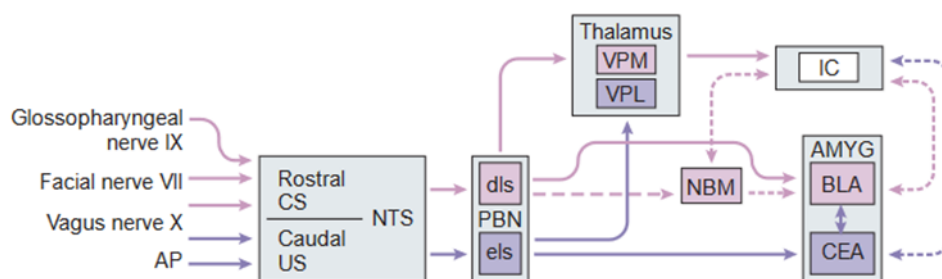 Glossopharyngeal
nerve IX
Facial nerve VII
Vagus nerve X
AP
Rostral
CS
NTS
Caudal
US
dls
PBN
els
Thalamus
VPM
VPL
NBM
IC
AMYG
BLA
CEA